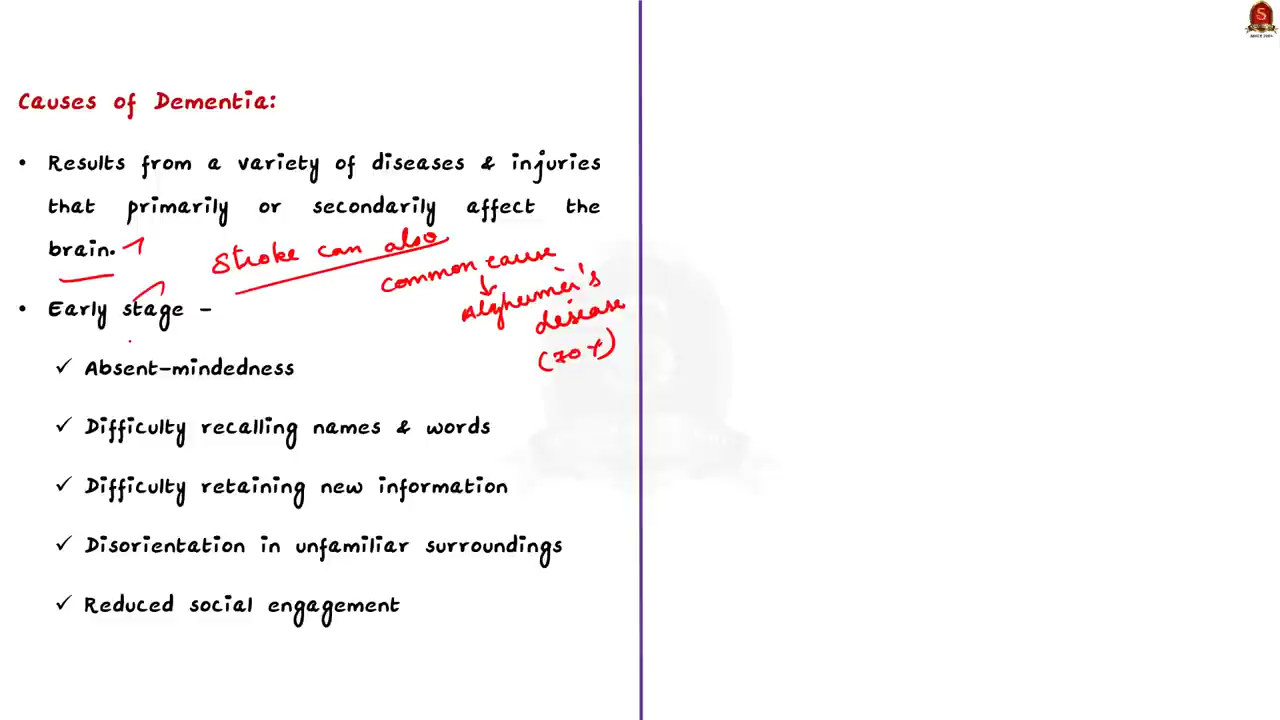 Causes of Dementia:
• Results from a variety of diseases & injuries
that primarily or secondarily affect the
brain.
Stroke can also
common cause
Alzheimer's
disease
(70%)
• Early stage -
✓ Absent-mindedness
✓ Difficulty recalling names & words
✓ Difficulty retaining new information
✓ Disorientation in unfamiliar surroundings
✓ Reduced social engagement